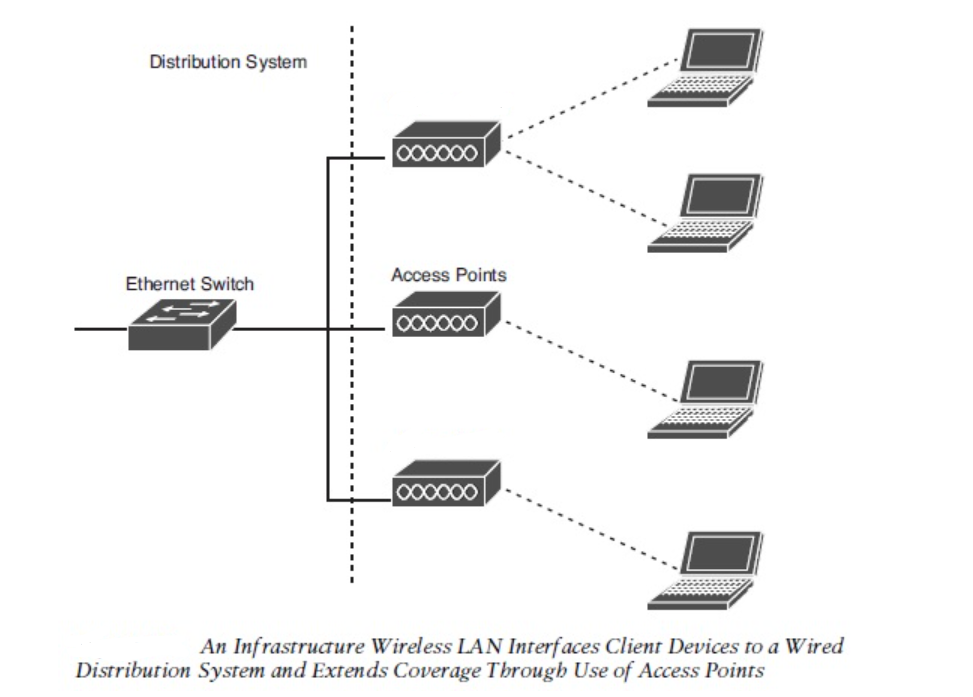 Distribution System
Access Points
Ethernet Switch
An Infrastructure Wireless LAN Interfaces Client Devices to a Wired
Distribution System and Extends Coverage Through Use of Access Points